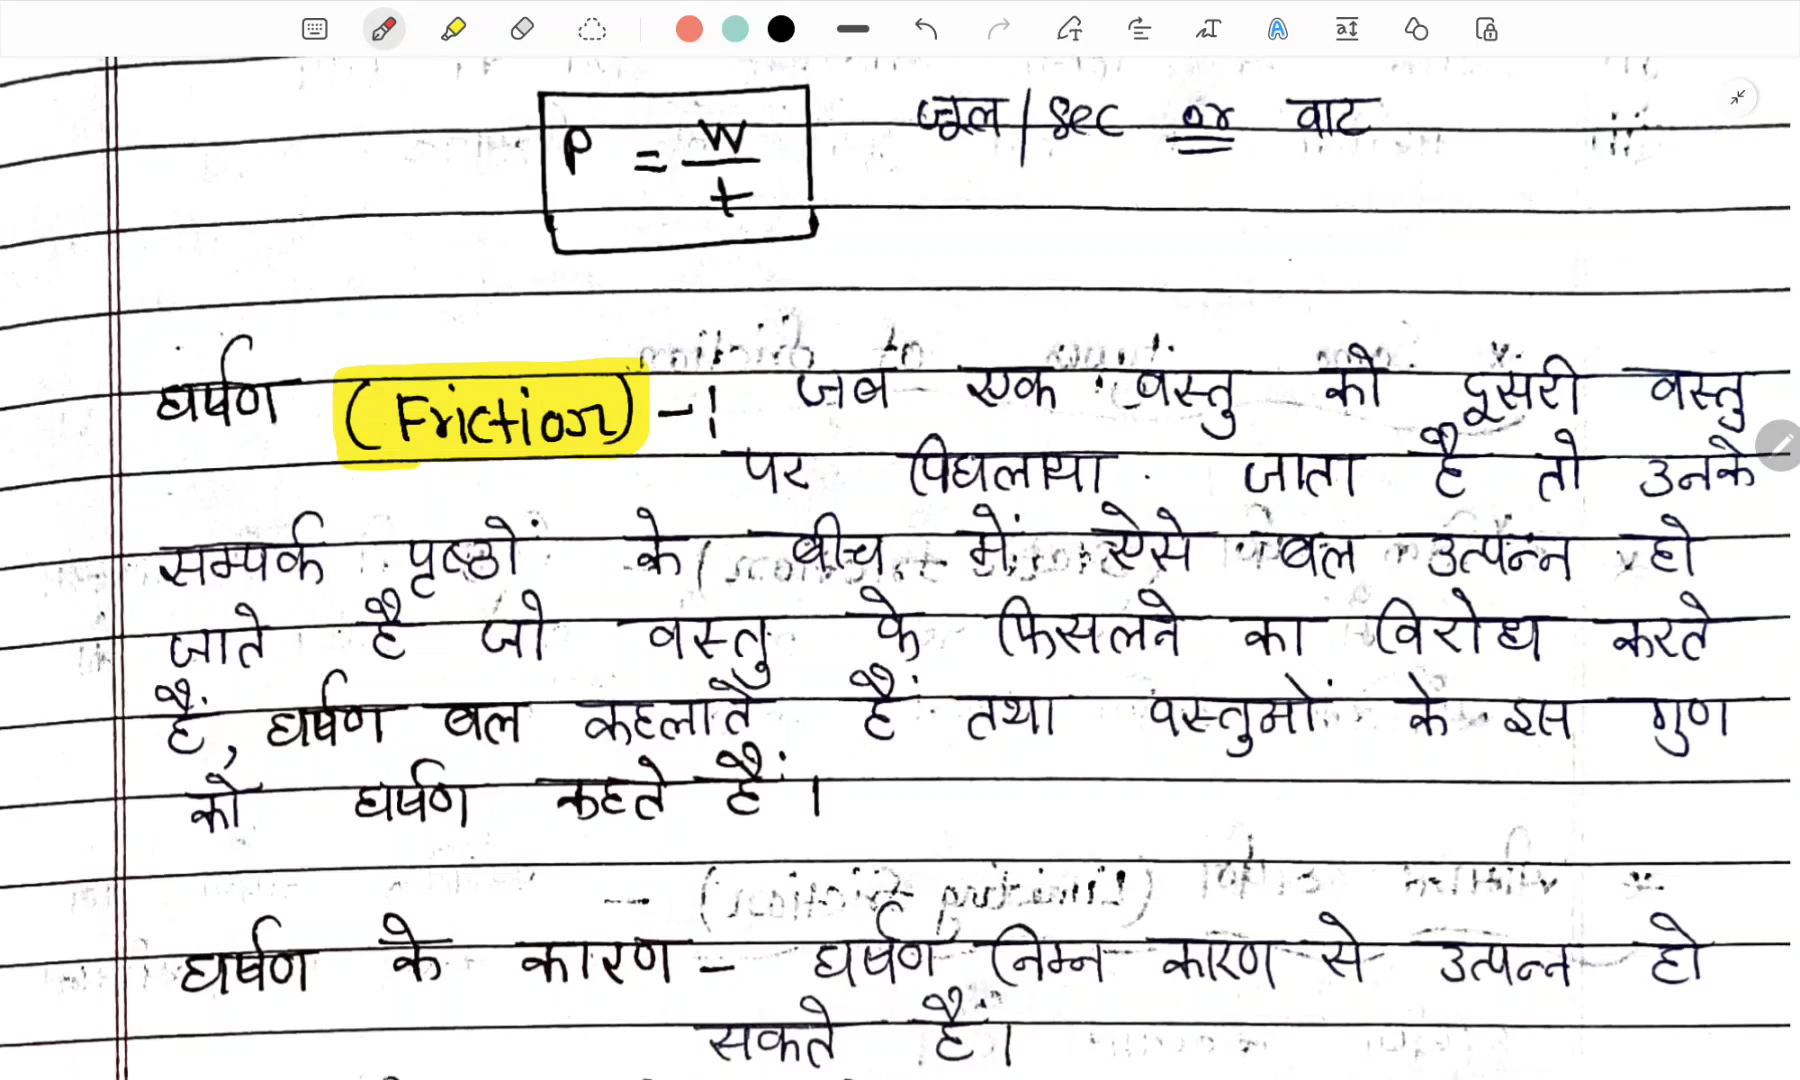 P = W/t जूल / sec or वाट
घर्षण (Friction) -! जब एक वस्तु को दूसरी वस्तु
पर पिघलाया जाता है तो उनके
सम्पर्क पृष्ठों के बीच में ऐसे बल उत्पन्न हो
जाते है जो वस्तु के फिसलने का विरोध करते
हैं, घर्षण बल कहलाते हैं तथा वस्तुमों के इस गुण
को घर्षण कहते हैं।
घर्षण के कारण - घर्षण निम्न कारण से उत्पन्न हो
सकते हैं।